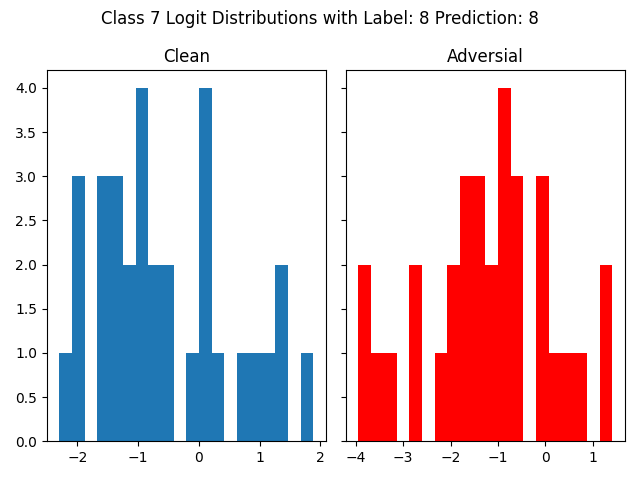 Class 7 Logit Distributions with Label: 8 Prediction: 8
Clean
Adversial
4.0
3.5
3.0
2.5
2.0
1.5
1.0
0.5
0.0
−2 −1 0 1 2
−4 −3 −2 −1 0 1